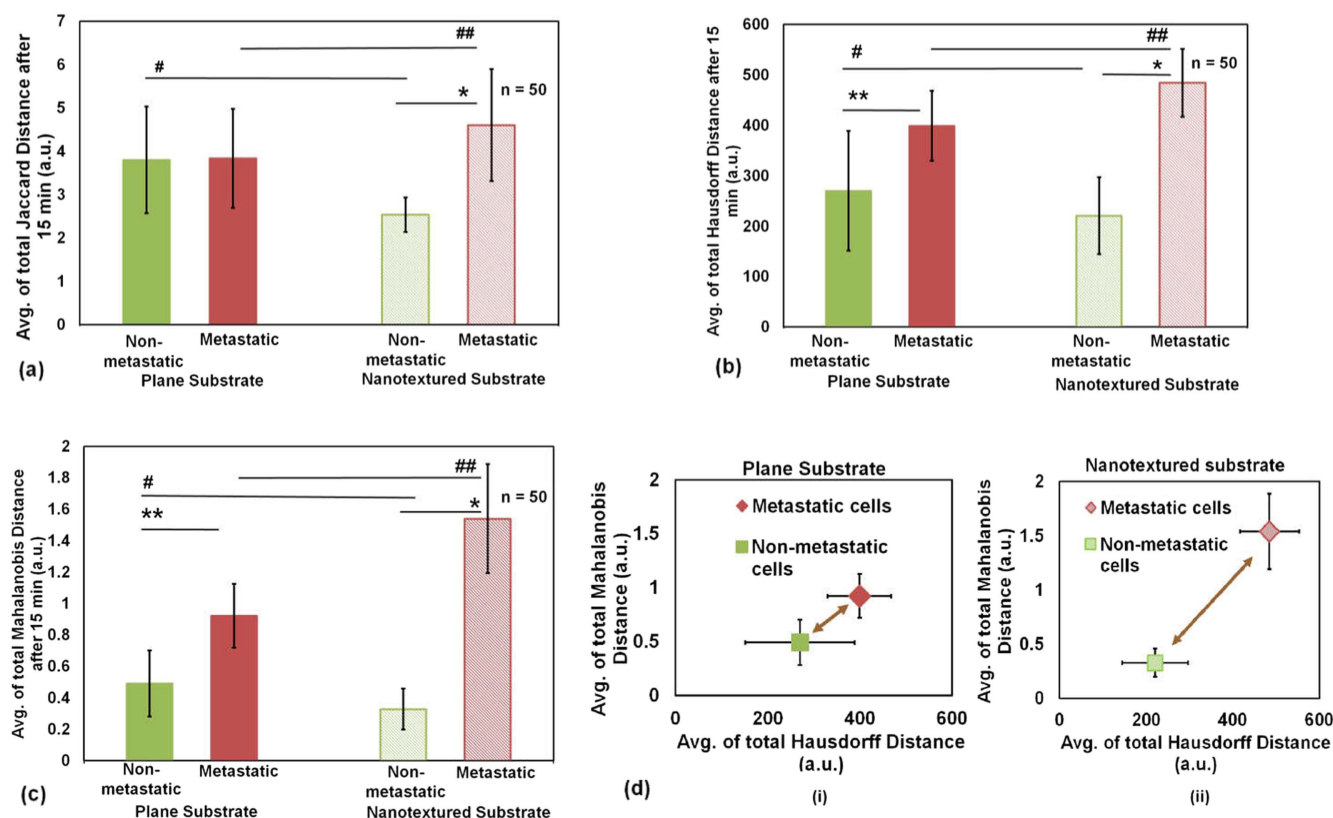 Avg. of total Jaccard Distance after
15 min (a.u.)
7
6
5
4
3
2
1
0
#
##
*
n = 50
Non-
metastatic
Metastatic
Non-
metastatic
Metastatic
Plane Substrate
Nanotextured Substrate
(a)
Avg. of total Hausdorff Distance after 15
min (a.u.)
600
500
400
300
200
100
600
#
##
**
*
n = 50
Non-
metastatic
Metastatic
Non-
metastatic
Metastatic
Plane Substrate
Nanotextured Substrate
(b)
Avg. of total Mahalanobis Distance
after 15 min (a.u.)
2
1.8
1.6
1.4
1.2
1
0.8
0.6
0.4
0.2
0
#
##
**
*
n = 50
Non-
metastatic
Metastatic
Non-
metastatic
Metastatic
Plane Substrate
Nanotextured Substrate
(c)
Plane Substrate
Avg. of total Mahalanobis
Distance (a.u.)
2
1.5
1
0.5
0
Metastatic cells
Non-metastatic
cells
0
200
400
600
Avg. of total Hausdorff Distance
(a.u.)
(i)
(d)
Nanotextured substrate
Avg. of total Mahalanobis
Distance (a.u.)
2
1.5
1
0.5
0
Metastatic cells
Non-metastatic
cells
0
200
400
600
Avg. of total Hausdorff Distance
(a.u.)
(ii)